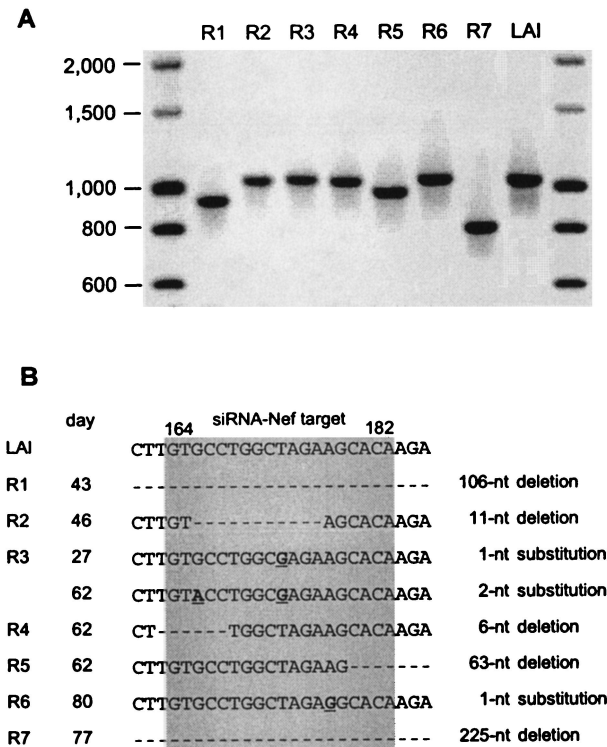 A
R1 R2 R3 R4 R5 R6 R7 LAI
2,000
1,500
1,000
800
600
B
day
164 siRNA-Nef target 182
LAI CTTGTGCCTGGCTAGAAGCACAAGA
R1 43 ------------------------- 106-nt deletion
R2 46 CTTGT-----------AGCACAAGA 11-nt deletion
R3 27 CTTGTGCCTGGCGAGAAGCACAAGA 1-nt substitution
62 CTTGTACCTGGCGAGAAGCACAAGA 2-nt substitution
R4 62 CT------TGGCTAGAAGCACAAGA 6-nt deletion
R5 62 CTTGTGCCTGGCTAGAAG------- 63-nt deletion
R6 80 CTTGTGCCTGGCTAGAGGCACAAGA 1-nt substitution
R7 77 ------------------------- 225-nt deletion